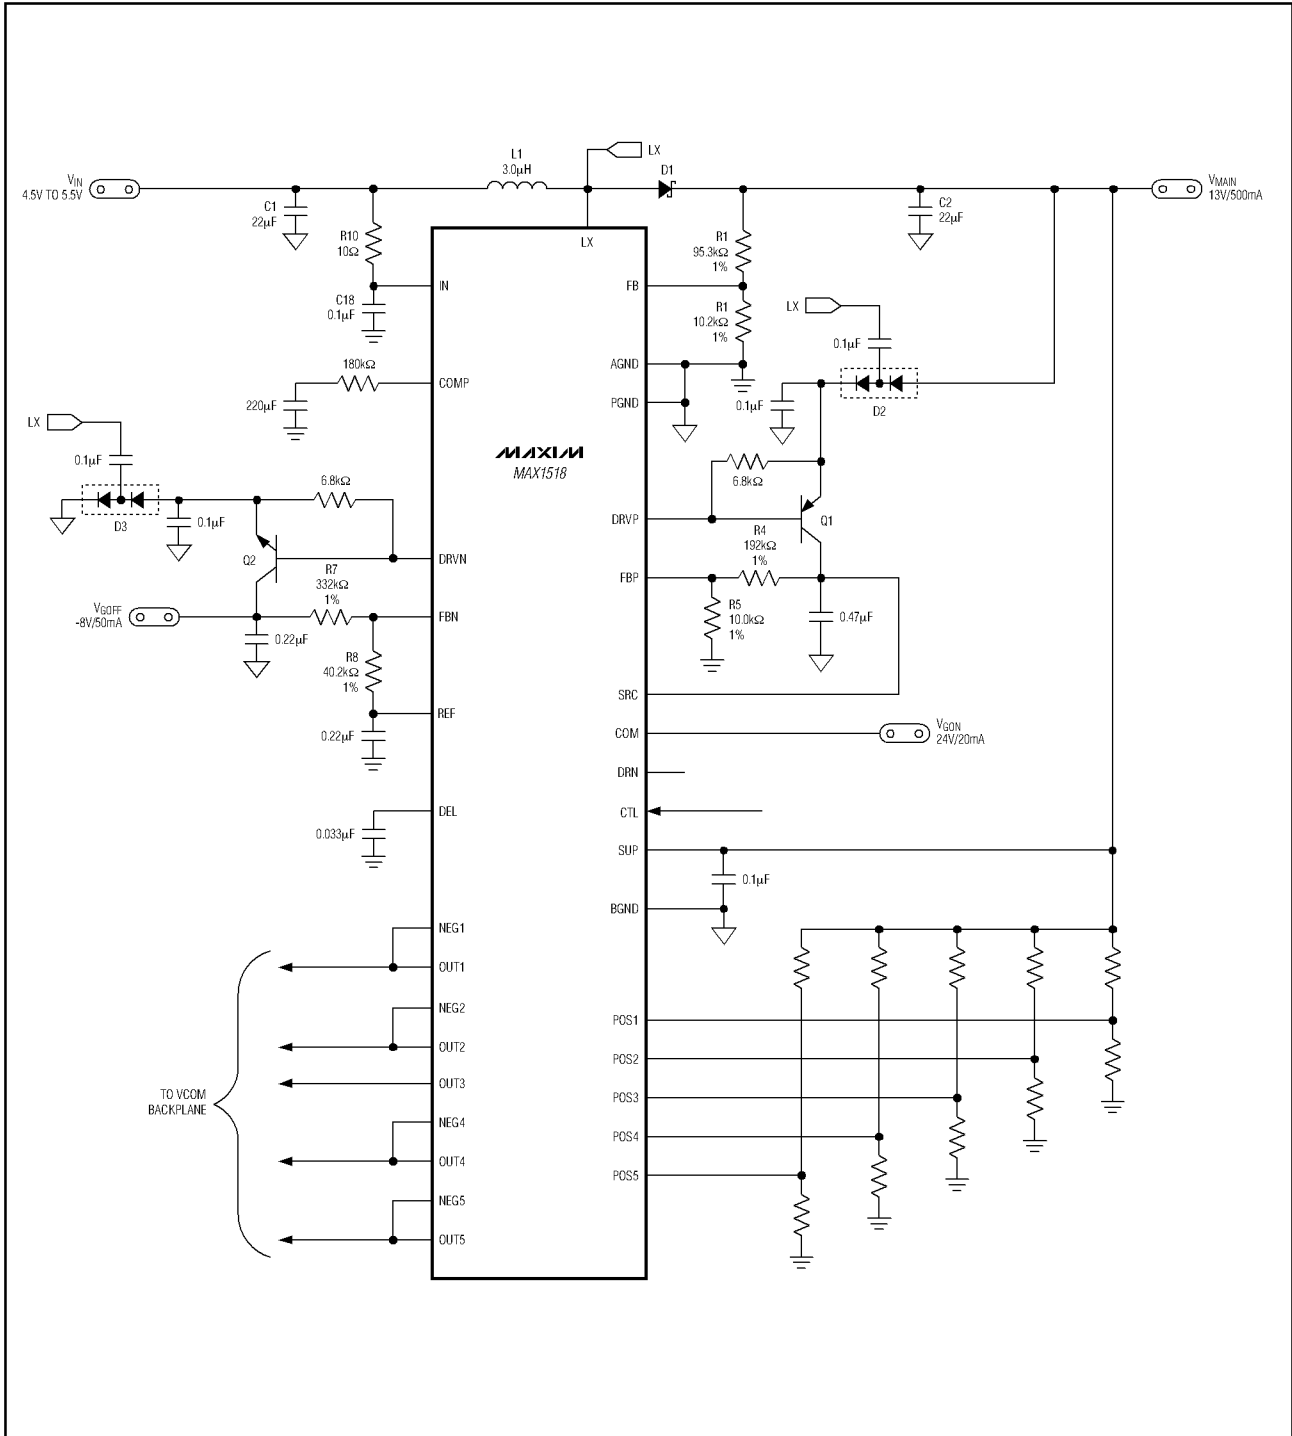 LX
L1
3.0µH
D1
VIN
4.5V TO 5.5V
VMAIN
13V/500mA
C1
22µF
C2
22µF
R10
10Ω
LX
R1
95.3kΩ
1%
IN
FB
C18
0.1µF
R1
10.2kΩ
1%
LX
0.1µF
180kΩ
COMP
AGND
220µF
PGND
0.1µF
D2
LX
0.1µF
MAXIM
MAX1518
6.8kΩ
6.8kΩ
D3
0.1µF
DRVP
Q1
Q2
DRVN
R4
192kΩ
1%
R7
332kΩ
1%
FBP
VGOFF
-8V/50mA
FBN
R5
10.0kΩ
1%
0.47µF
0.22µF
R8
40.2kΩ
1%
SRC
REF
0.22µF
COM
VGON
24V/20mA
DRN
DEL
CTL
0.033µF
SUP
0.1µF
BGND
NEG1
OUT1
NEG2
POS1
OUT2
POS2
OUT3
POS3
TO VCOM
BACKPLANE
NEG4
POS4
OUT4
POS5
NEG5
OUT5